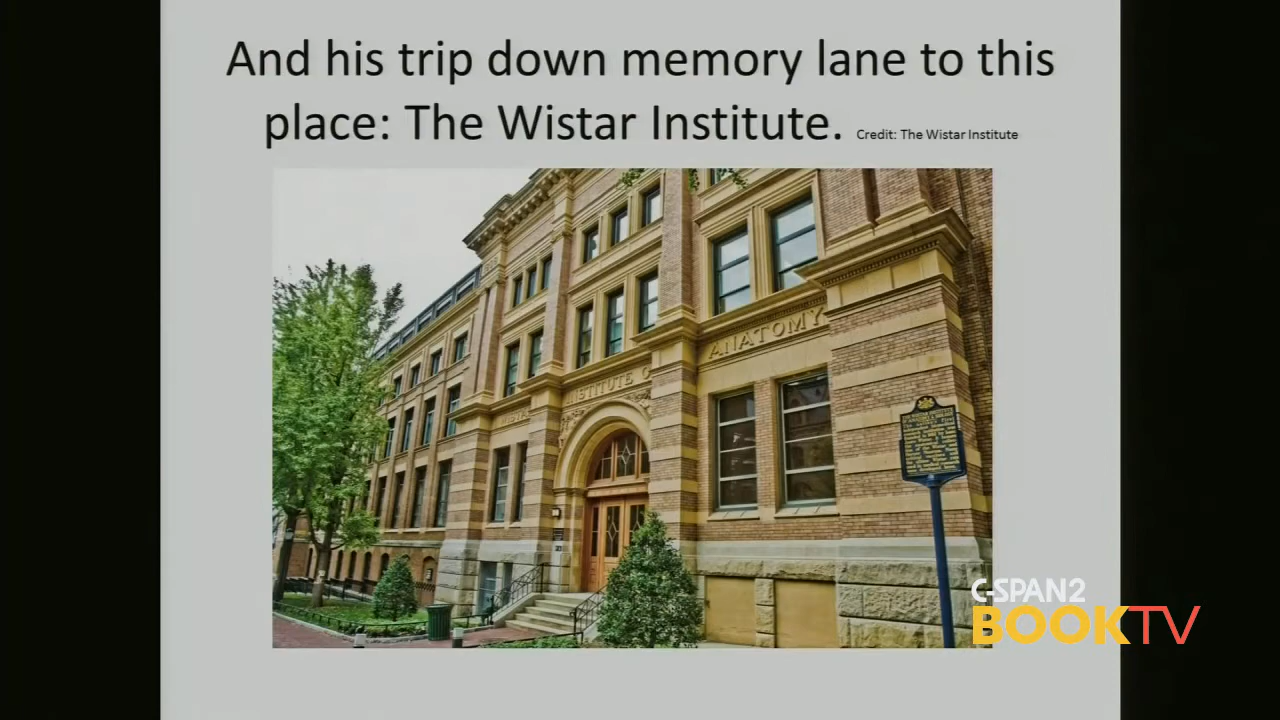 And his trip down memory lane to this
place: The Wistar Institute. Credit: The Wistar Institute
INSTITUTE
ANATOMY
C-SPAN2
BOOKTV